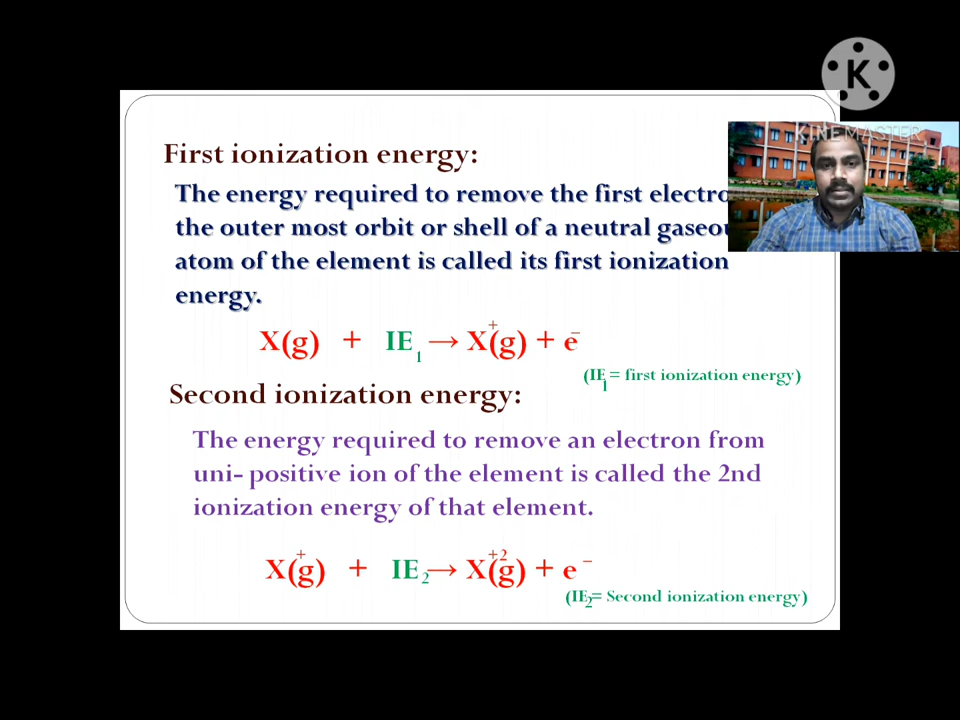 K
KINEMASTER
First ionization energy:
The energy required to remove the first
the outer most orbit or shell of a neutral
atom of the element is called its first ionization
energy.
X(g) + IE₁ → X⁺(g) + e⁻
(IE₁ = first ionization energy)
Second ionization energy:
The energy required to remove an electron from
uni- positive ion of the element is called the 2nd
ionization energy of that element.
X⁺(g) + IE₂ → X⁺²(g) + e⁻
(IE₂ = Second ionization energy)